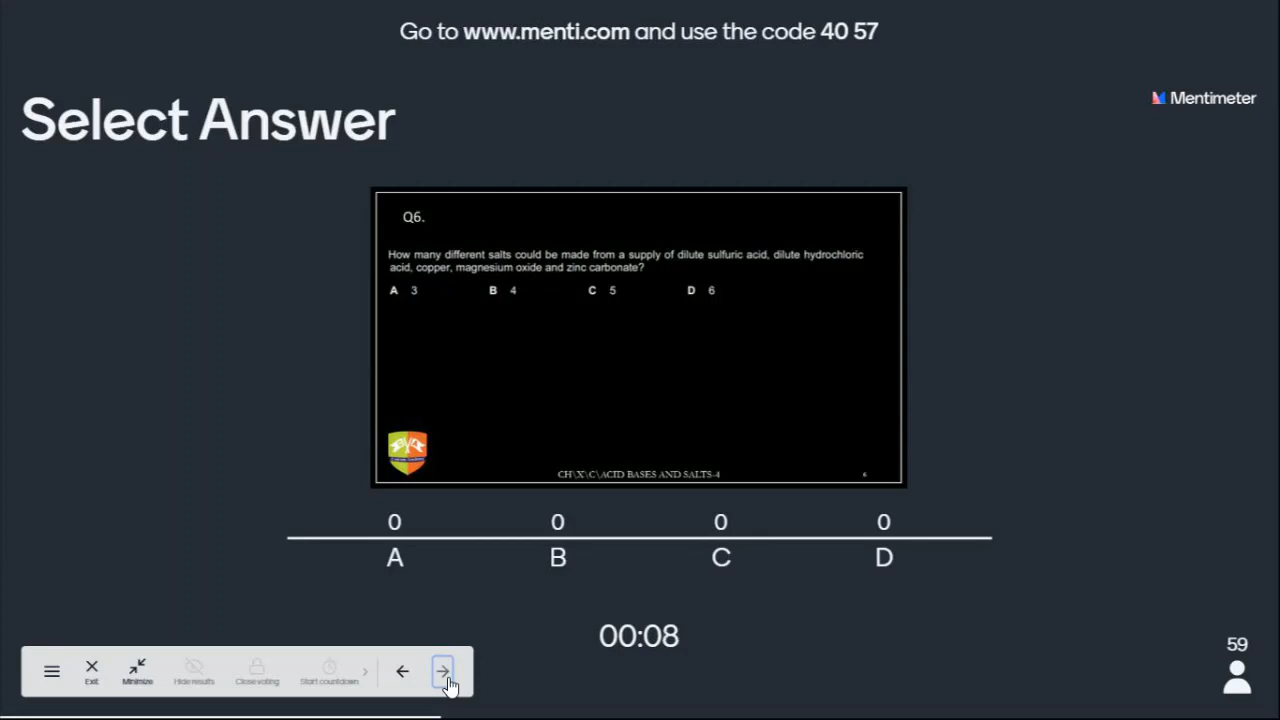 Go to www.menti.com and use the code 40 57
Select Answer
Mentimeter
Q6.
How many different salts could be made from a supply of dilute sulfuric acid, dilute hydrochloric
acid, copper, magnesium oxide and zinc carbonate?
A 3 B 4 C 5 D 6
CH\X\C\ACID BASES AND SALTS-4
6
0 0 0 0
A B C D
00:08
59
Exit Minimize Hide results Close voting Start countdown